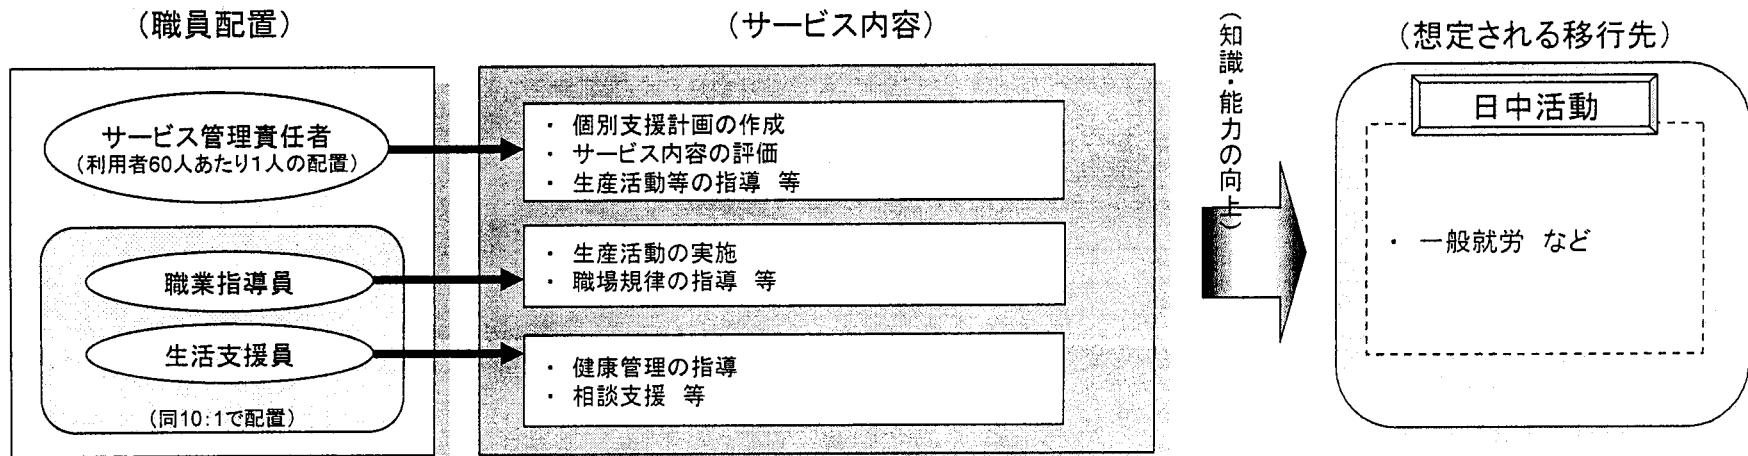 (職員配置)
サービス管理責任者
(利用者60人あたり1人の配置)
職業指導員
生活支援員
(同10:1で配置)
(サービス内容)
・ 個別支援計画の作成
・ サービス内容の評価
・ 生産活動等の指導 等
・ 生産活動の実施
・ 職場規律の指導 等
・ 健康管理の指導
・ 相談支援 等
(知識・能力の向上)
(想定される移行先)
日中活動
・ 一般就労 など